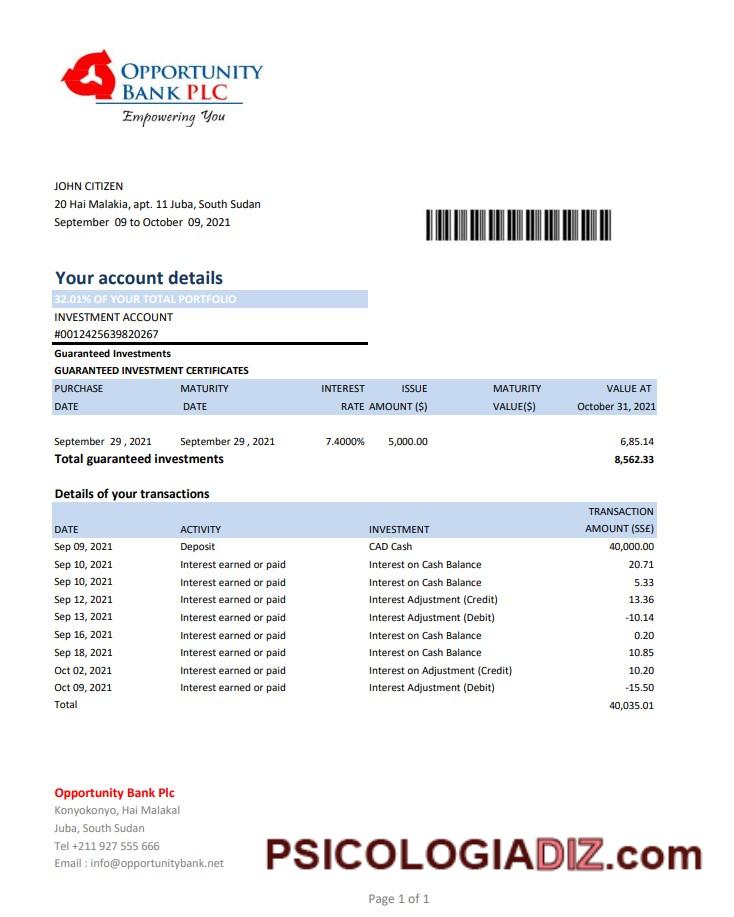 OPPORTUNITY
BANK PLC
Empowering You
JOHN CITIZEN
20 Hai Malakia, apt. 11 Juba, South Sudan
September 09 to October 09, 2021
Your account details
32.01% OF YOUR TOTAL PORTFOLIO
INVESTMENT ACCOUNT
#0012425639820267
Guaranteed Investments
GUARANTEED INVESTMENT CERTIFICATES
PURCHASE MATURITY INTEREST ISSUE MATURITY VALUE AT
DATE DATE RATE AMOUNT ($) VALUE($) October 31, 2021
September 29 , 2021 September 29 , 2021 7.4000% 5,000.00 6,85.14
Total guaranteed investments 8,562.33
Details of your transactions
TRANSACTION
DATE ACTIVITY INVESTMENT AMOUNT (SS£)
Sep 09, 2021 Deposit CAD Cash 40,000.00
Sep 10, 2021 Interest earned or paid Interest on Cash Balance 20.71
Sep 10, 2021 Interest earned or paid Interest on Cash Balance 5.33
Sep 12, 2021 Interest earned or paid Interest Adjustment (Credit) 13.36
Sep 13, 2021 Interest earned or paid Interest Adjustment (Debit) -10.14
Sep 16, 2021 Interest earned or paid Interest on Cash Balance 0.20
Sep 18, 2021 Interest earned or paid Interest on Cash Balance 10.85
Oct 02, 2021 Interest earned or paid Interest on Adjustment (Credit) 10.20
Oct 09, 2021 Interest earned or paid Interest Adjustment (Debit) -15.50
Total 40,035.01
Opportunity Bank Plc
Konyokonyo, Hai Malakal
Juba, South Sudan
Tel +211 927 555 666
Email : info@opportunitybank.net
PSICOLOGIADIZ.com
Page 1 of 1